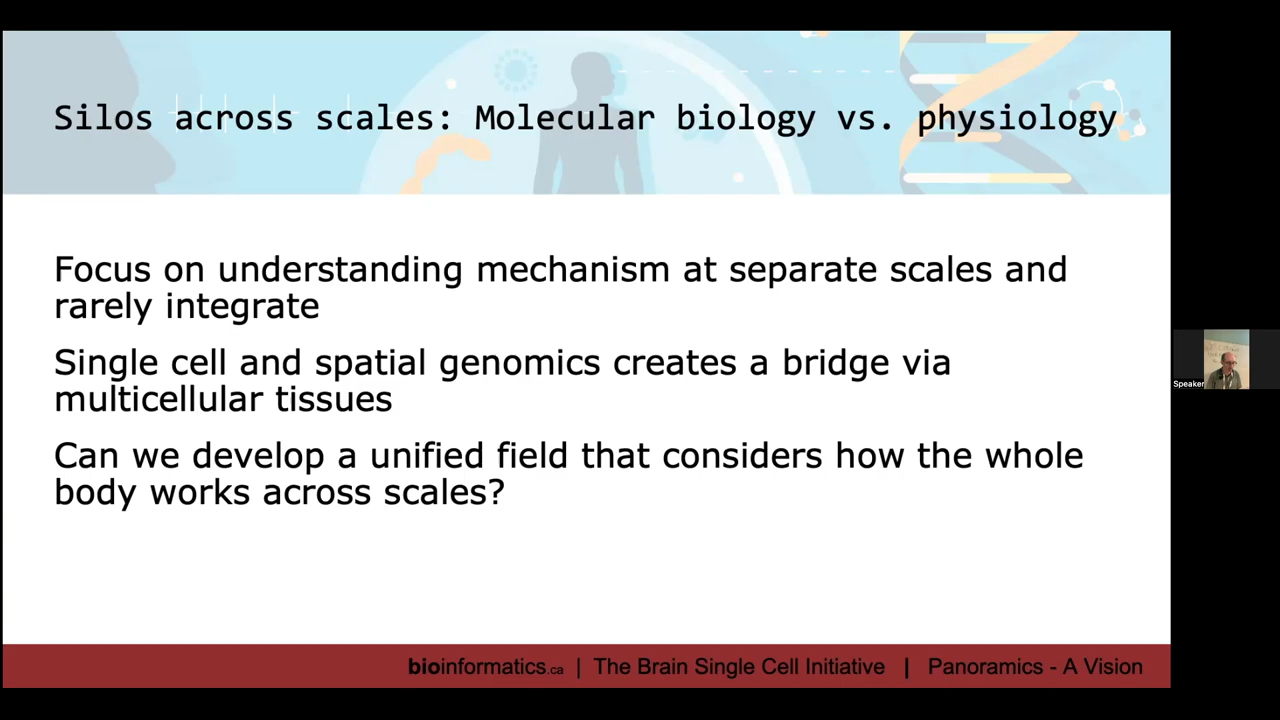 Silos across scales: Molecular biology vs. physiology
Focus on understanding mechanism at separate scales and
rarely integrate
Single cell and spatial genomics creates a bridge via
multicellular tissues
Can we develop a unified field that considers how the whole
body works across scales?
Speaker
bioinformatics.ca | The Brain Single Cell Initiative | Panoramics - A Vision